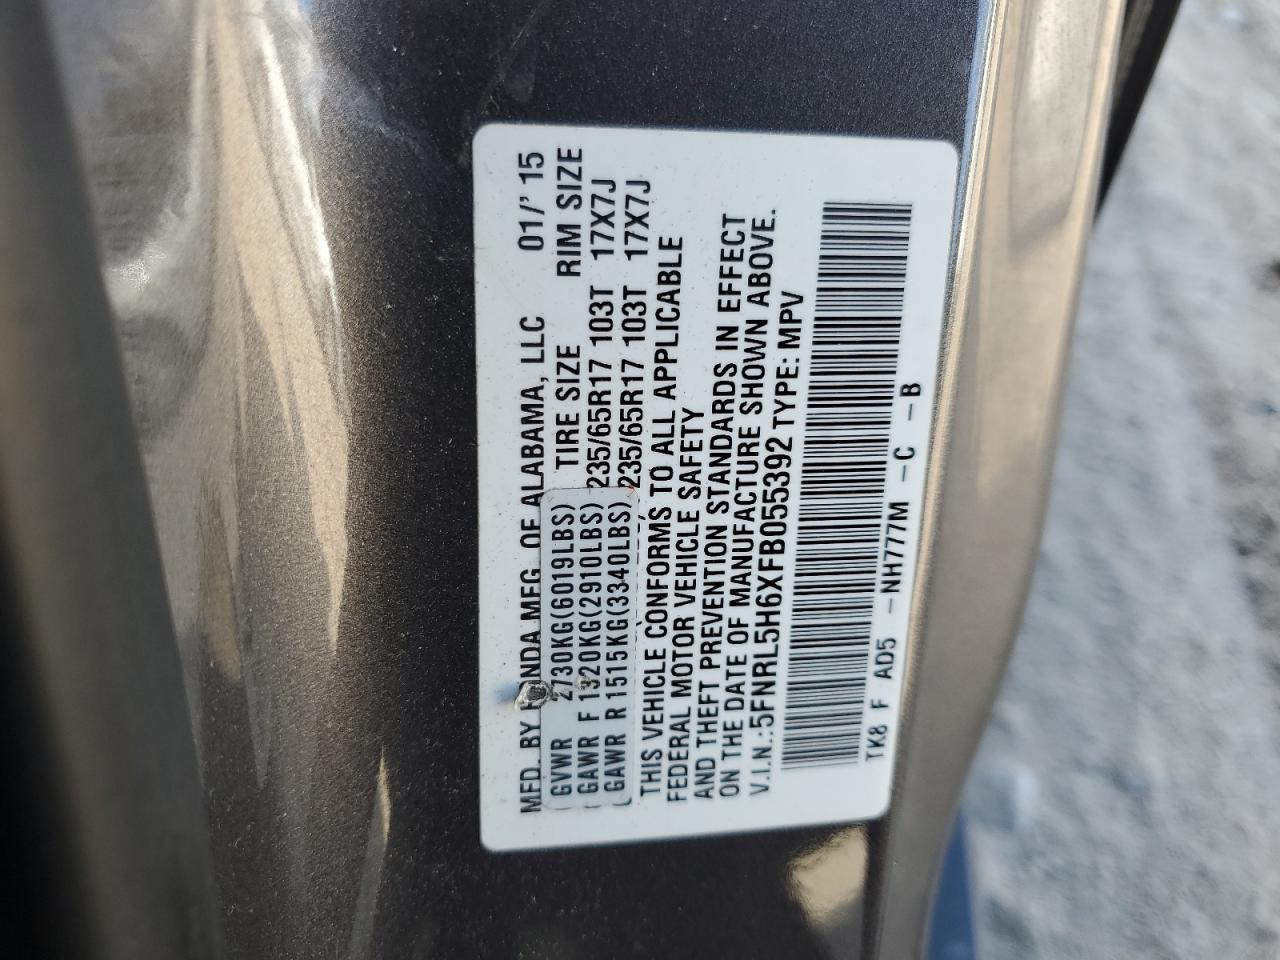 MFD. BY HONDA MFG. OF ALABAMA, LLC 01/' 15
TIRE SIZE RIM SIZE
GVWR 2730KG(6019LBS)
GAWR F 1320KG(2910LBS) 235/65R17 103T 17X7J
GAWR R 1515KG(3340LBS) 235/65R17 103T 17X7J
THIS VEHICLE CONFORMS TO ALL APPLICABLE
FEDERAL MOTOR VEHICLE SAFETY
AND THEFT PREVENTION STANDARDS IN EFFECT
ON THE DATE OF MANUFACTURE SHOWN ABOVE.
V.I.N.:5FNRL5H6XFB055392 TYPE: MPV
TK8 F AD5 -NH777M -C -B